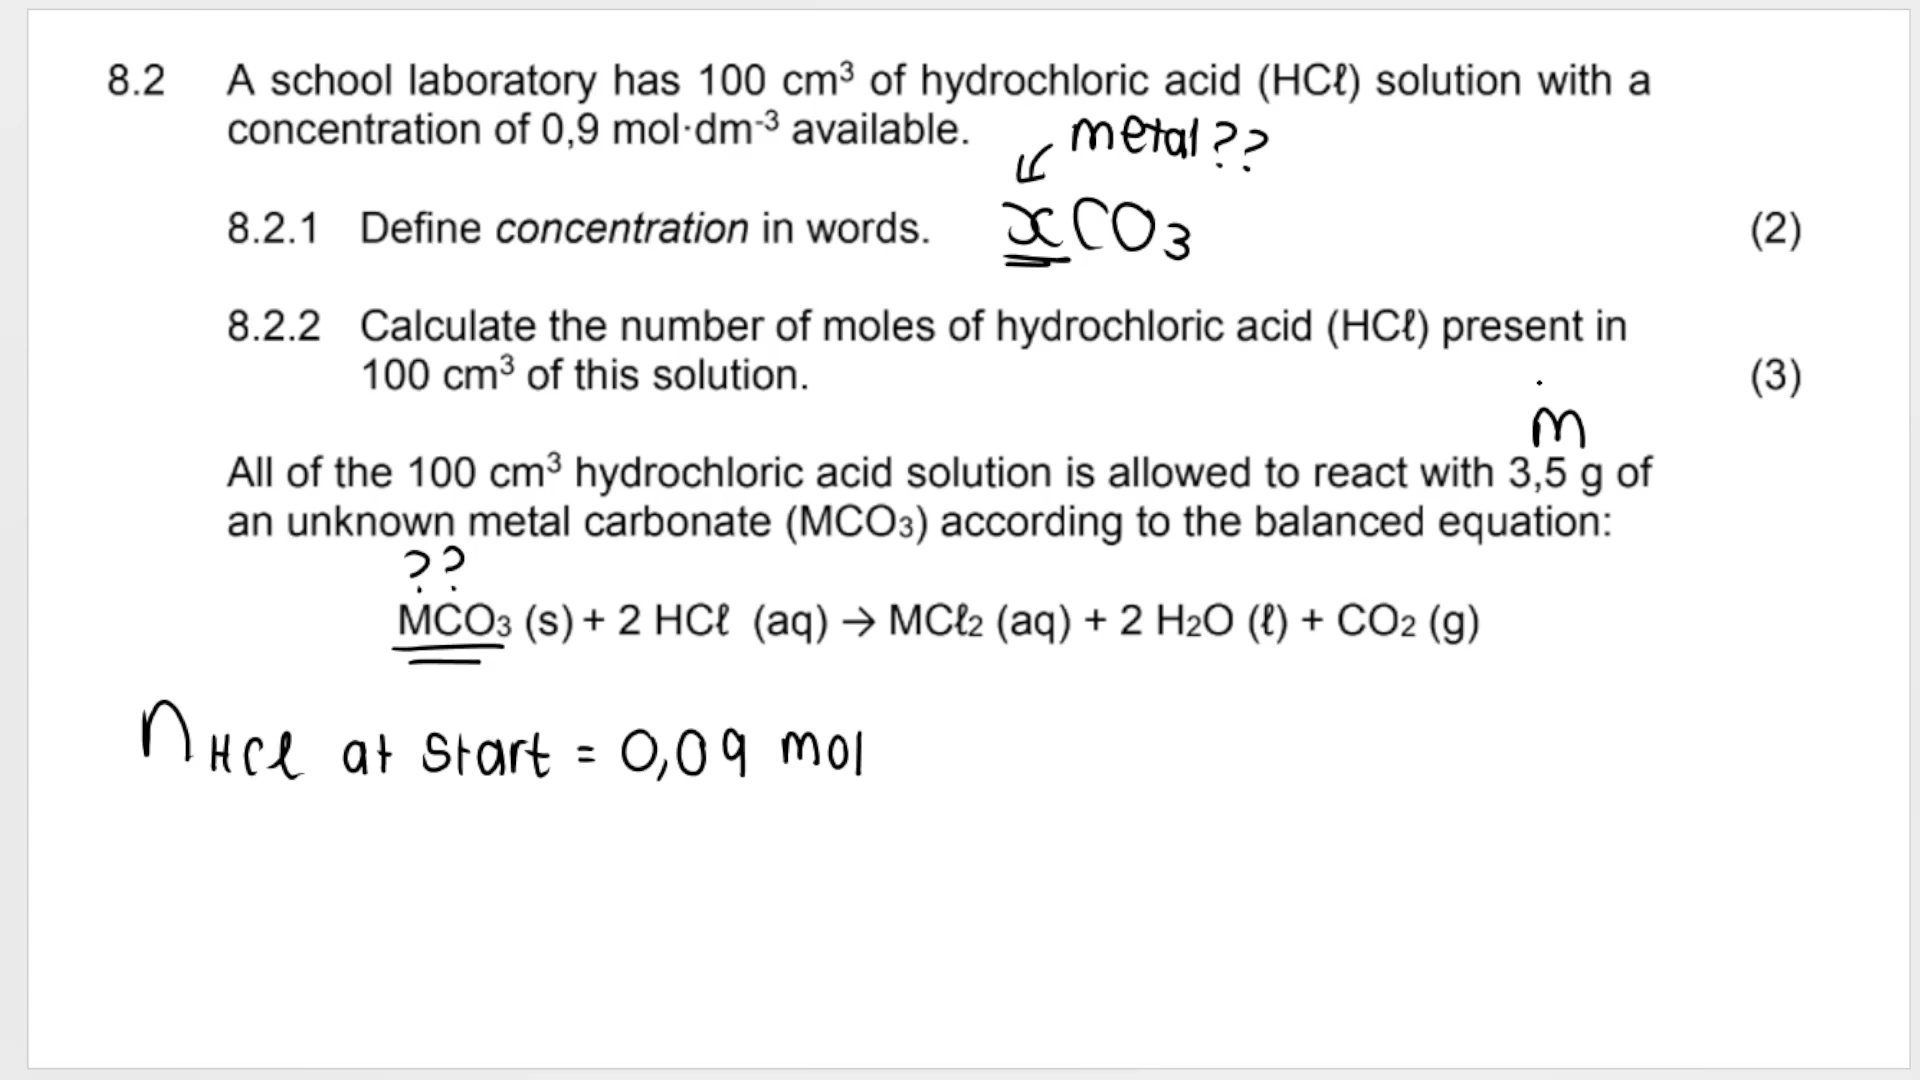 8.2 A school laboratory has 100 cm³ of hydrochloric acid (HCℓ) solution with a
concentration of 0,9 mol·dm⁻³ available.
metal??
8.2.1 Define concentration in words. (2)
xCO₃
8.2.2 Calculate the number of moles of hydrochloric acid (HCℓ) present in
100 cm³ of this solution. (3)
m
All of the 100 cm³ hydrochloric acid solution is allowed to react with 3,5 g of
an unknown metal carbonate (MCO₃) according to the balanced equation:
??
MCO₃ (s) + 2 HCℓ (aq) → MCℓ₂ (aq) + 2 H₂O (ℓ) + CO₂ (g)
n HCℓ at start = 0,09 mol